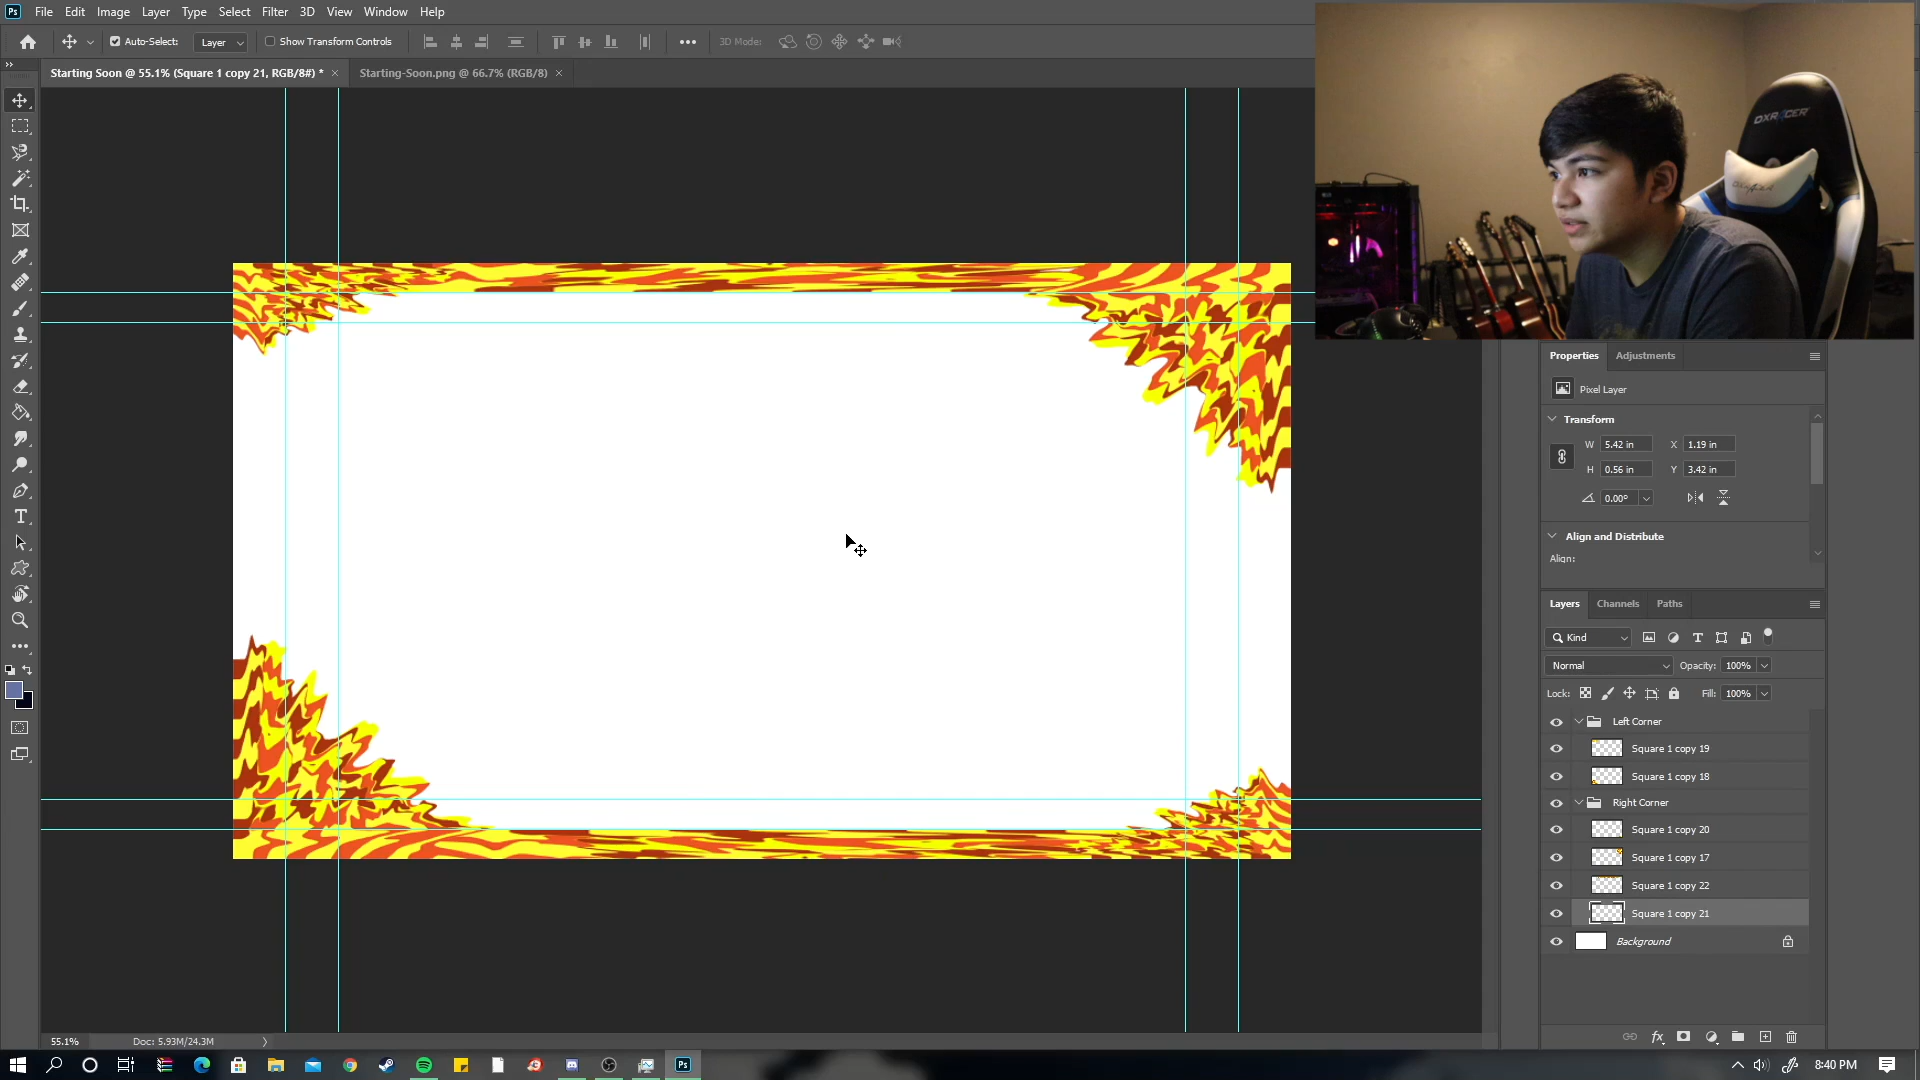 Ps File Edit Image Layer Type Select Filter 3D View Window Help
Auto-Select: Layer Show Transform Controls 3D Mode:
Starting Soon @ 55.1% (Square 1 copy 21, RGB/8#) * × Starting-Soon.png @ 66.7% (RGB/8) ×
DXRACER
Properties Adjustments
Pixel Layer
Transform
W 5.42 in X 1.19 in
H 0.56 in Y 3.42 in
0.00°
Align and Distribute
Align:
Layers Channels Paths
Kind
Normal Opacity: 100%
Lock: Fill: 100%
Left Corner
Square 1 copy 19
Square 1 copy 18
Right Corner
Square 1 copy 20
Square 1 copy 17
Square 1 copy 22
Square 1 copy 21
Background
fx
55.1% Doc: 5.93M/24.3M
Ps 8:40 PM